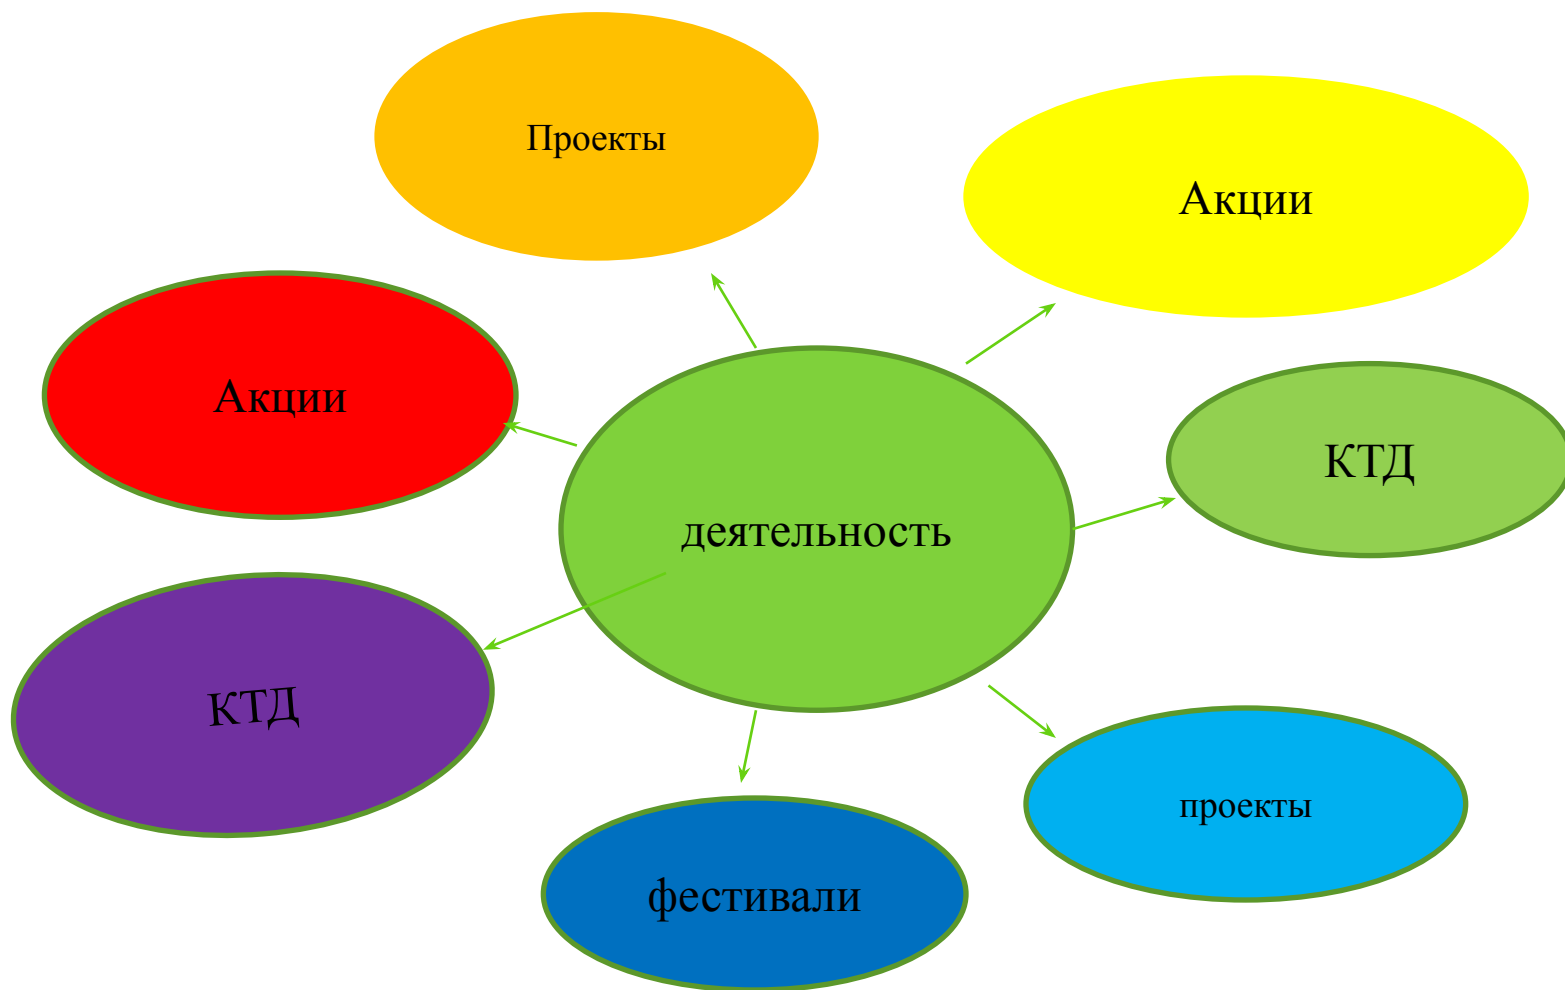 Проекты
Акции
Акции
КТД
деятельность
КТД
проекты
фестивали